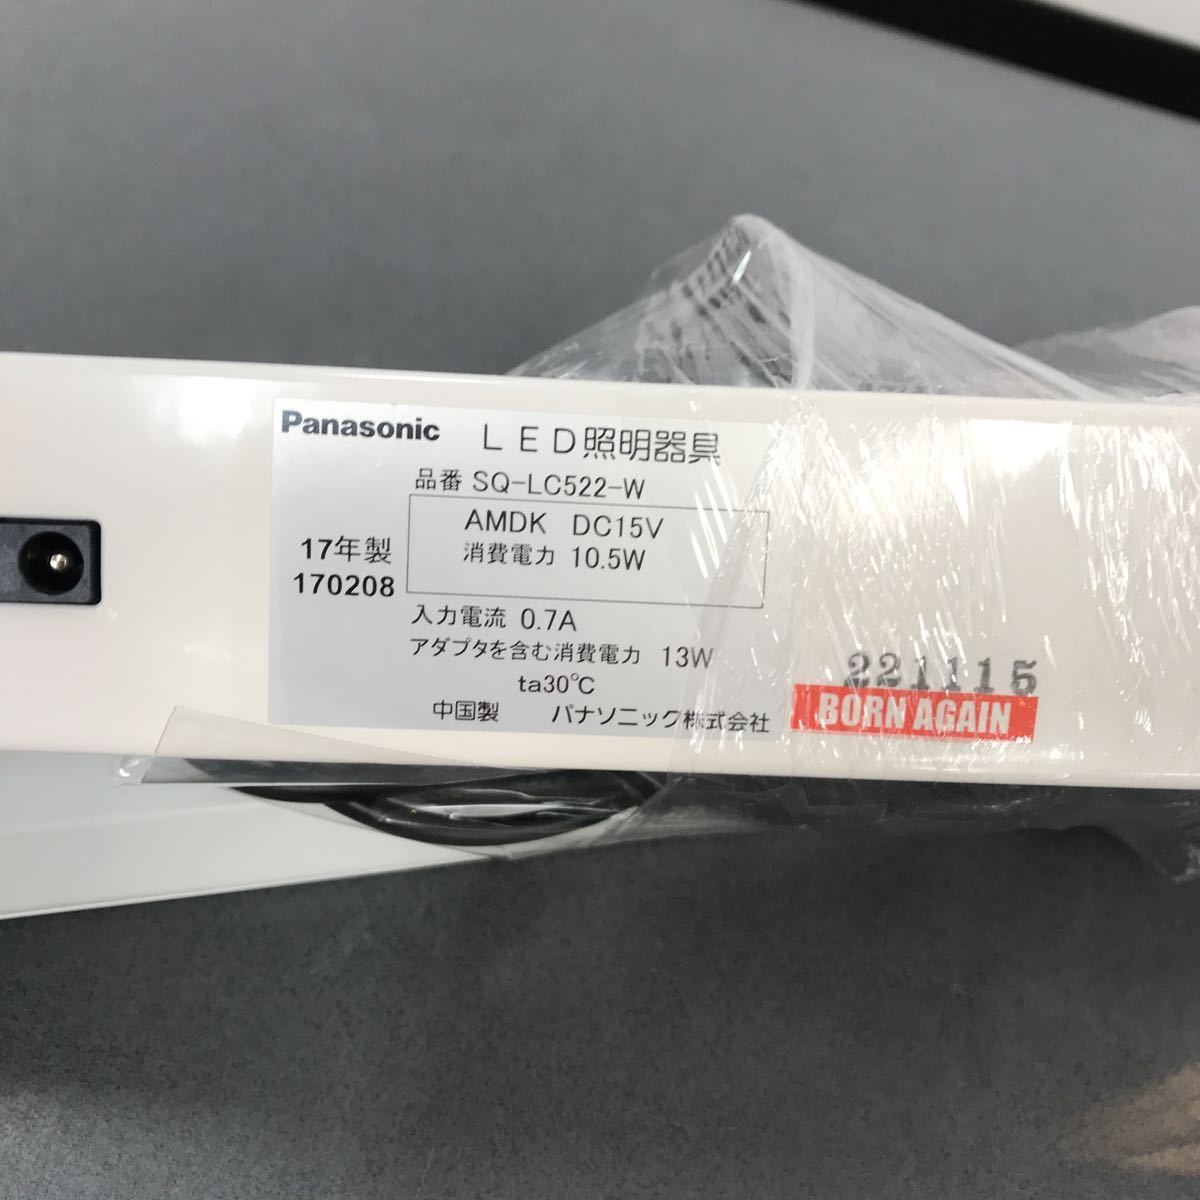 Panasonic LED照明器具
品番 SQ-LC522-W
AMDK DC15V
消費電力 10.5W
17年製
170208
入力電流 0.7A
アダプタを含む消費電力 13W
ta30℃
中国製 パナソニック株式会社
221115
BORN AGAIN